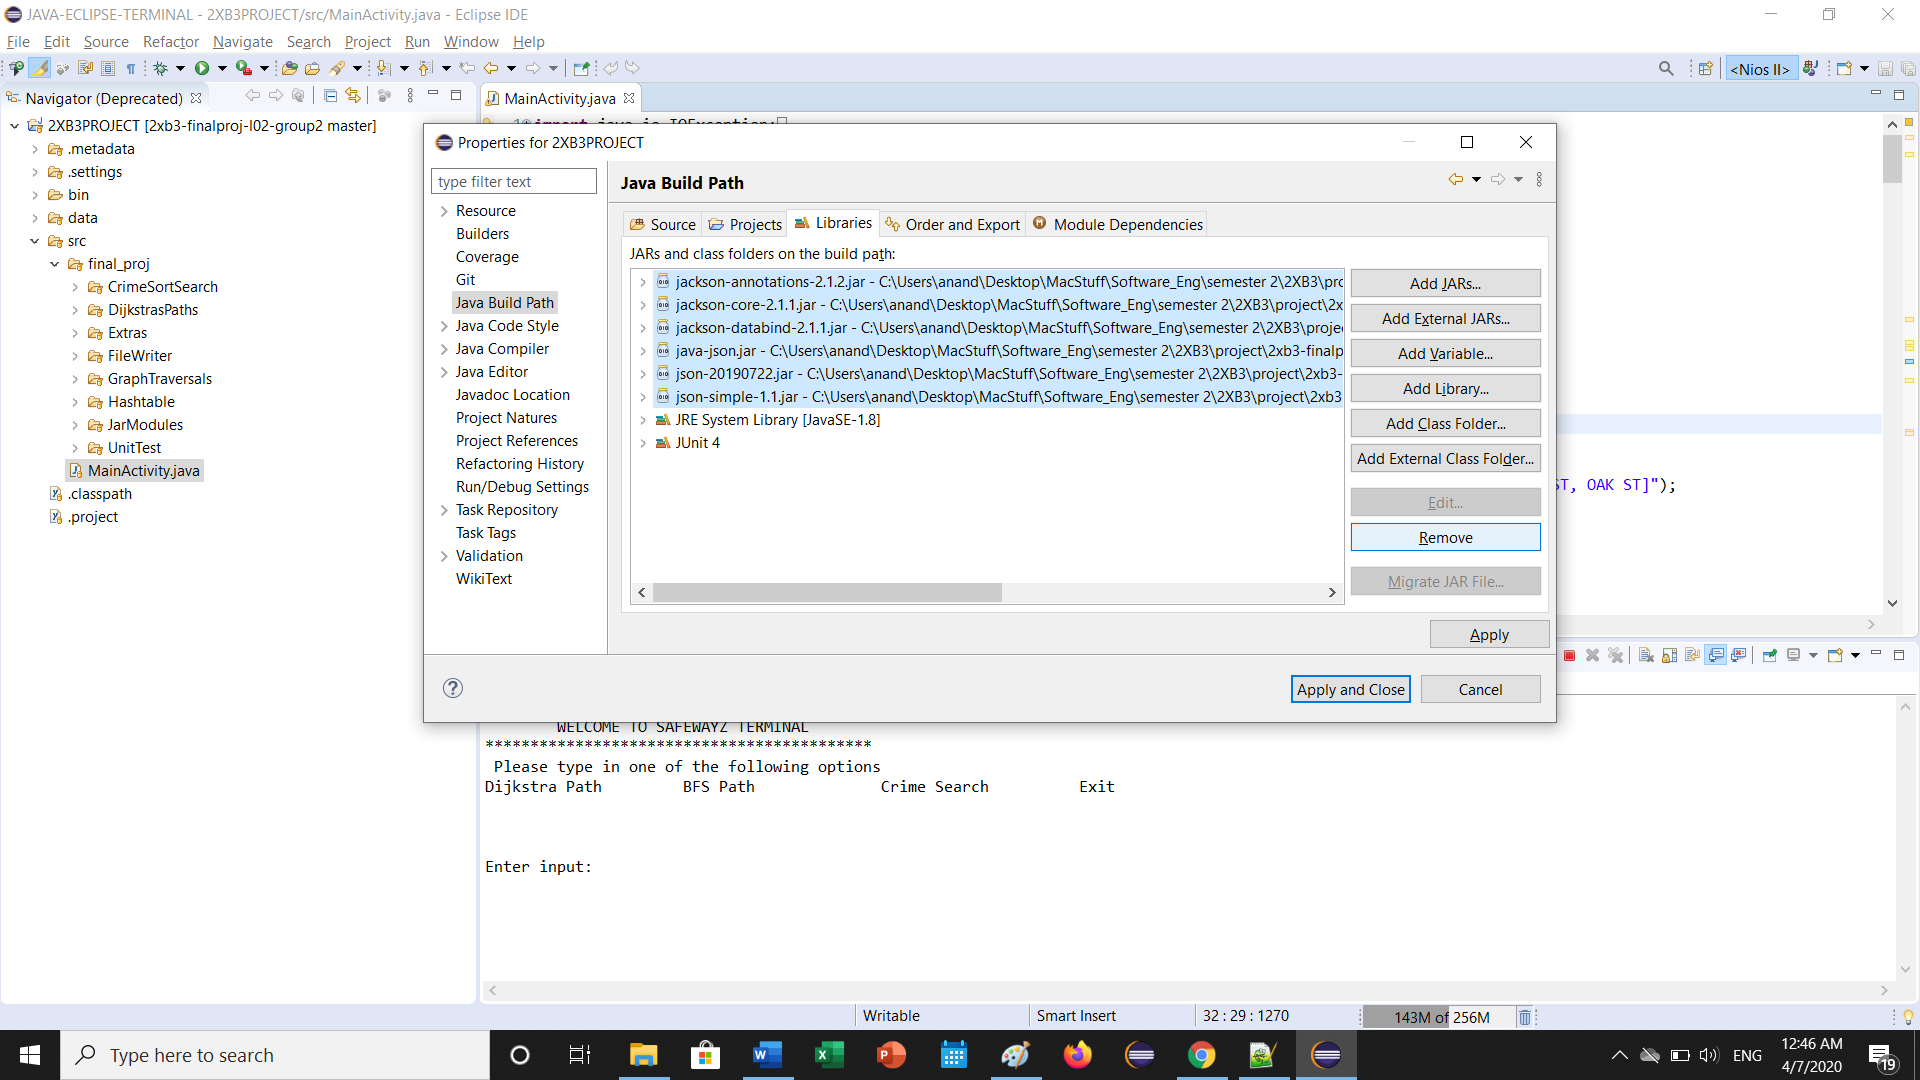 JAVA-ECLIPSE-TERMINAL - 2XB3PROJECT/src/MainActivity.java - Eclipse IDE
File Edit Source Refactor Navigate Search Project Run Window Help
<Nios II>
Navigator (Deprecated)
MainActivity.java
2XB3PROJECT [2xb3-finalproj-l02-group2 master]
.metadata
.settings
bin
data
src
final_proj
CrimeSortSearch
DijkstrasPaths
Extras
FileWriter
GraphTraversals
Hashtable
JarModules
UnitTest
MainActivity.java
.classpath
.project
Properties for 2XB3PROJECT
type filter text
Resource
Builders
Coverage
Git
Java Build Path
Java Code Style
Java Compiler
Java Editor
Javadoc Location
Project Natures
Project References
Refactoring History
Run/Debug Settings
Task Repository
Task Tags
Validation
WikiText
Java Build Path
Source Projects Libraries Order and Export Module Dependencies
JARs and class folders on the build path:
jackson-annotations-2.1.2.jar - C:\Users\anand\Desktop\MacStuff\Software_Eng\semester 2\2XB3\prc
jackson-core-2.1.1.jar - C:\Users\anand\Desktop\MacStuff\Software_Eng\semester 2\2XB3\project\2x
jackson-databind-2.1.1.jar - C:\Users\anand\Desktop\MacStuff\Software_Eng\semester 2\2XB3\proje
java-json.jar - C:\Users\anand\Desktop\MacStuff\Software_Eng\semester 2\2XB3\project\2xb3-finalp
json-20190722.jar - C:\Users\anand\Desktop\MacStuff\Software_Eng\semester 2\2XB3\project\2xb3-
json-simple-1.1.jar - C:\Users\anand\Desktop\MacStuff\Software_Eng\semester 2\2XB3\project\2xb3
JRE System Library [JavaSE-1.8]
JUnit 4
Add JARs...
Add External JARs...
Add Variable...
Add Library...
Add Class Folder...
Add External Class Folder...
Edit...
Remove
Migrate JAR File...
Apply
Apply and Close Cancel
ST, OAK ST]");
WELCOME TO SAFEWAYZ TERMINAL
*******************************************
Please type in one of the following options
Dijkstra Path BFS Path Crime Search Exit
Enter input:
Writable Smart Insert 32 : 29 : 1270 143M of 256M
Type here to search
ENG
12:46 AM
4/7/2020
19